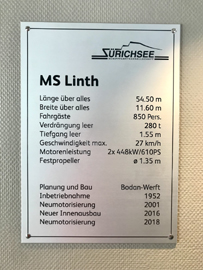 ZÜRICHSEE
MS Linth
Länge über alles 54.50 m
Breite über alles 11.60 m
Fahrgäste 850 Pers.
Verdrängung leer 280 t
Tiefgang leer 1.55 m
Geschwindigkeit max. 27 km/h
Motorenleistung 2x 448kW/610PS
Festpropeller ø 1.35 m
Planung und Bau Bodan-Werft
Inbetriebnahme 1952
Neumotorisierung 2001
Neuer Innenausbau 2016
Neumotorisierung 2018